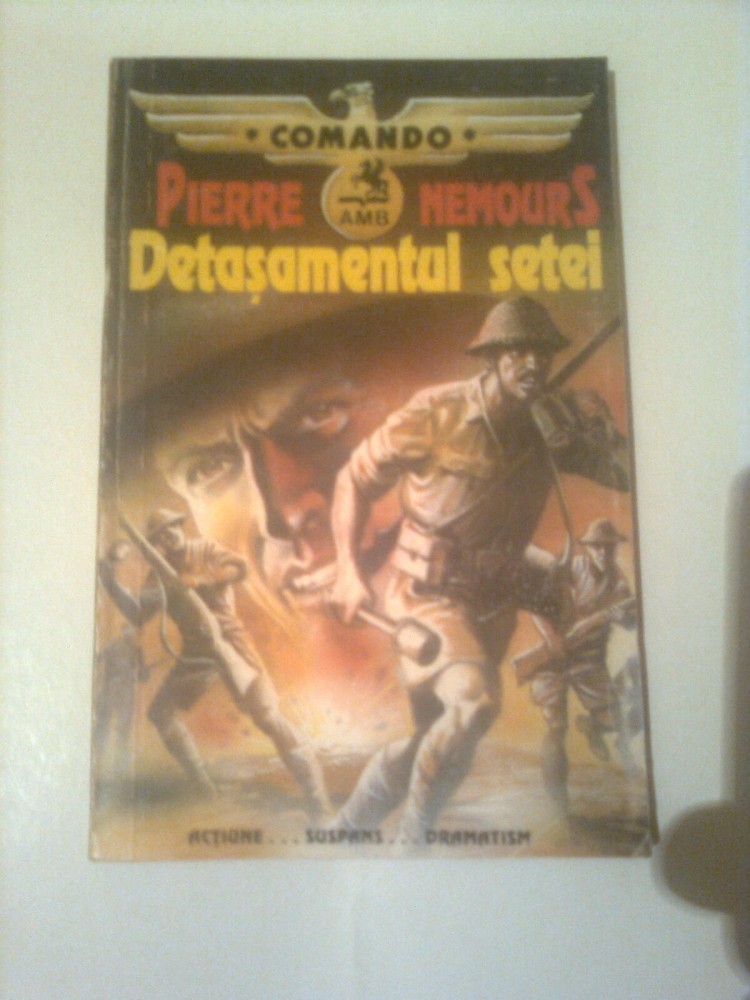 • COMANDO •
PIERRE NEMOURS
AMB
Detașamentul setei
ACȚIUNE... SUSPANS... DRAMATISM